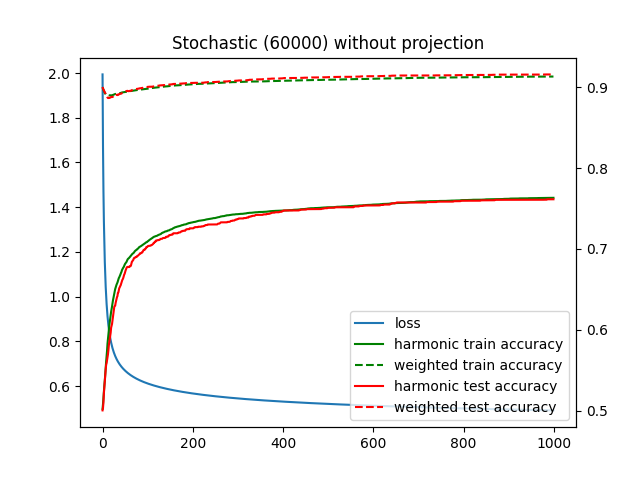 Stochastic (60000) without projection
2.0
1.8
1.6
1.4
1.2
1.0
0.8
0.6
0.9
0.8
0.7
0.6
0.5
loss
harmonic train accuracy
weighted train accuracy
harmonic test accuracy
weighted test accuracy
0 200 400 600 800 1000